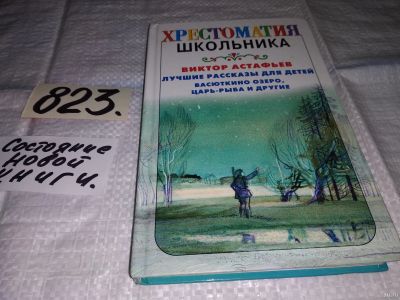 ХРЕСТОМАТИЯ
ШКОЛЬНИКА
ВИКТОР АСТАФЬЕВ
ЛУЧШИЕ РАССКАЗЫ ДЛЯ ДЕТЕЙ
ВАСЮТКИНО ОЗЕРО,
ЦАРЬ-РЫБА И ДРУГИЕ
823.
Состояние
новой
книги.